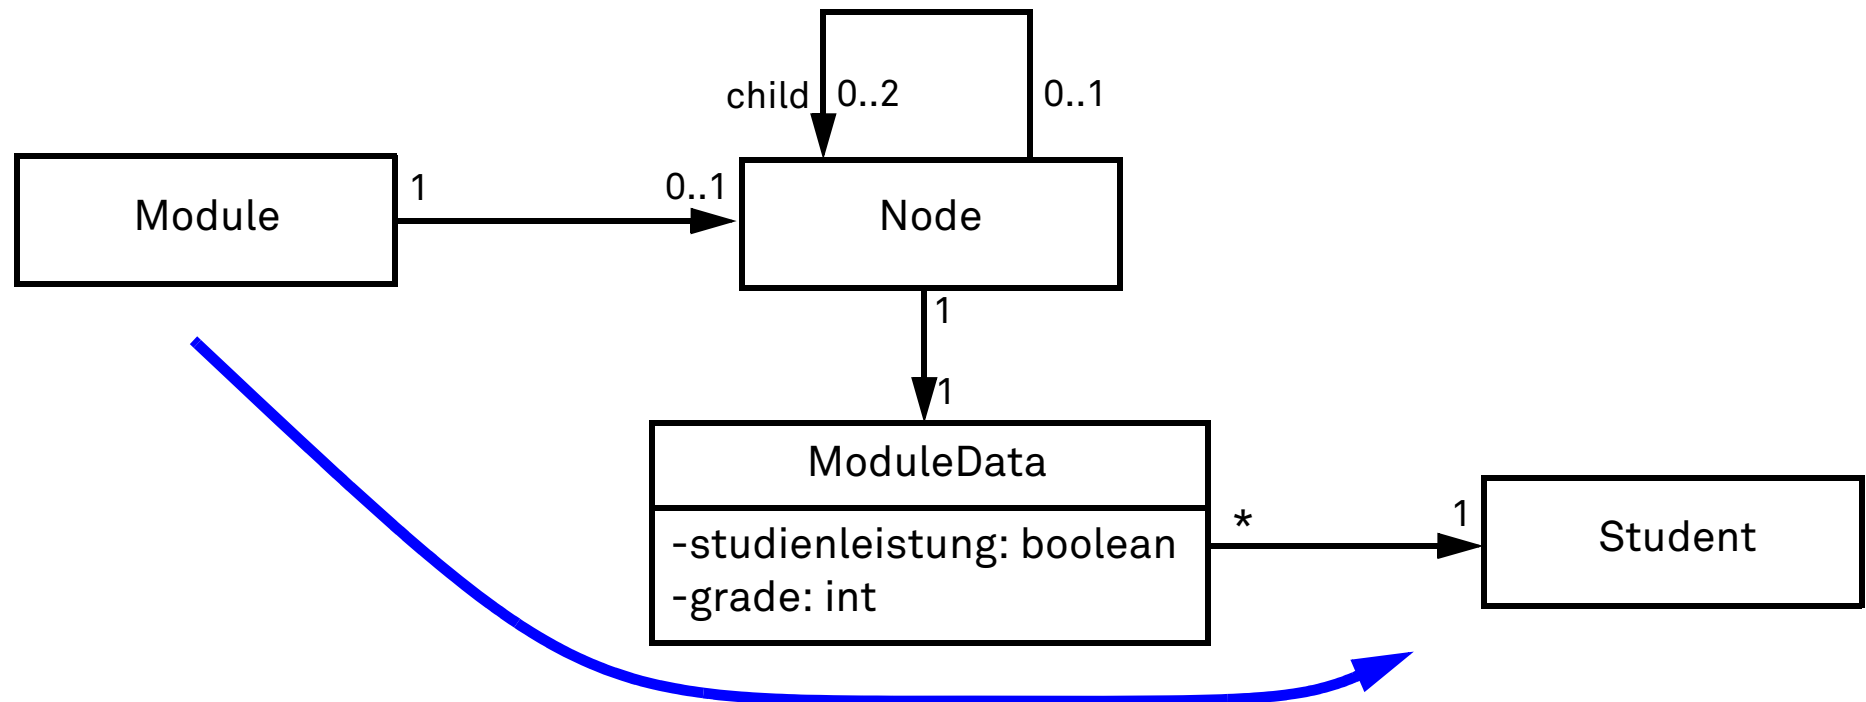 child 0..2 0..1
Module 1 0..1 Node
1
1
ModuleData
-studienleistung: boolean
-grade: int
* 1 Student